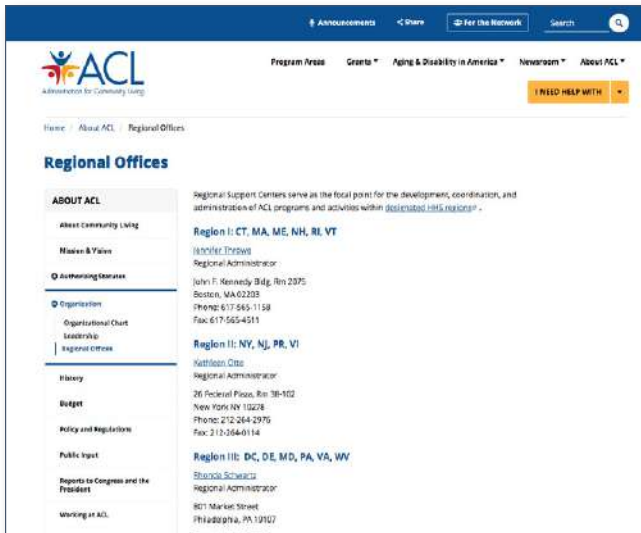 Announcements Share For the Network Search
ACL
Administration for Community Living
Program Areas Grants Aging & Disability in America Newsroom About ACL
I NEED HELP WITH
Home / About ACL / Regional Offices
Regional Offices
ABOUT ACL
About Community Living
Mission & Vision
Authorizing Statutes
Organization
Organizational Chart
Leadership
Regional Offices
History
Budget
Policy and Regulations
Public Input
Reports to Congress and the
President
Working at ACL
Regional Support Centers serve as the focal point for the development, coordination, and
administration of ACL programs and activities within designated HHS regions.
Region I: CT, MA, ME, NH, RI, VT
Jennifer Throwe
Regional Administrator
John F. Kennedy Bldg. Rm 2075
Boston, MA 02203
Phone: 617-565-1158
Fax: 617-565-4511
Region II: NY, NJ, PR, VI
Kathleen Otte
Regional Administrator
26 Federal Plaza, Rm 38-102
New York NY 10278
Phone: 212-264-2976
Fax: 212-264-0114
Region III: DC, DE, MD, PA, VA, WV
Rhonda Schwartz
Regional Administrator
801 Market Street
Philadelphia, PA 19107